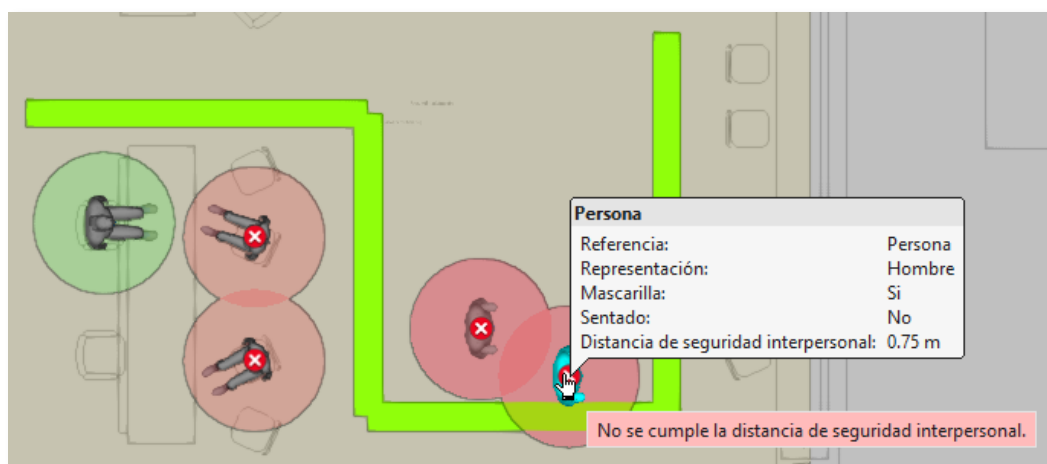 Persona
Referencia: Persona
Representación: Hombre
Mascarilla: Si
Sentado: No
Distancia de seguridad interpersonal: 0.75 m
No se cumple la distancia de seguridad interpersonal.